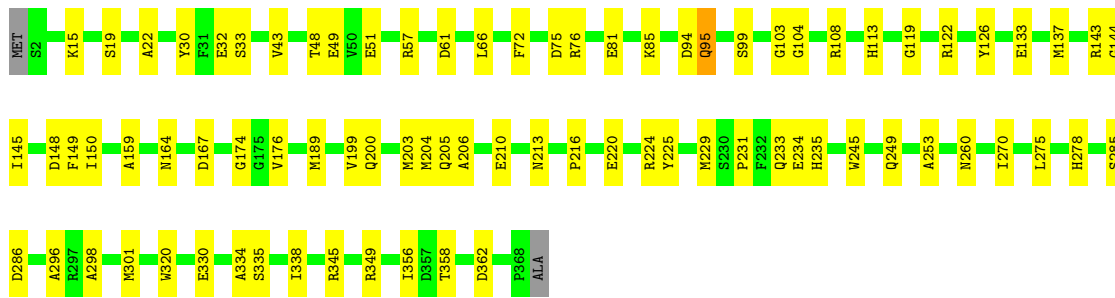 MET S2 K15 S19 A22 Y30 F31 E32 S33 V43 T48 E49 V50 E51 R57 D61 L66 F72 D75 R76 E81 K85 D94 Q95 S99 G103 G104 R108 H113 G119 R122 Y126 E133 M137 R143 G144
I145 D148 F149 I150 A159 N164 D167 G174 G175 V176 M189 V199 Q200 M203 M204 Q205 A206 E210 N213 P216 E220 R224 Y225 M229 S230 P231 F232 Q233 E234 H235 W245 Q249 A253 N260 I270 L275 H278 S285
D286 A296 R297 A298 M301 W320 E330 A334 S335 I338 R345 R349 I356 D357 T358 D362 P368 ALA